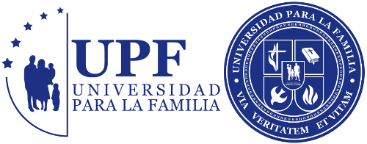 UPF
UNIVERSIDAD
PARA LA FAMILIA
UNIVERSIDAD PARA LA FAMILIA
VIA VERITATEM ET VITAM